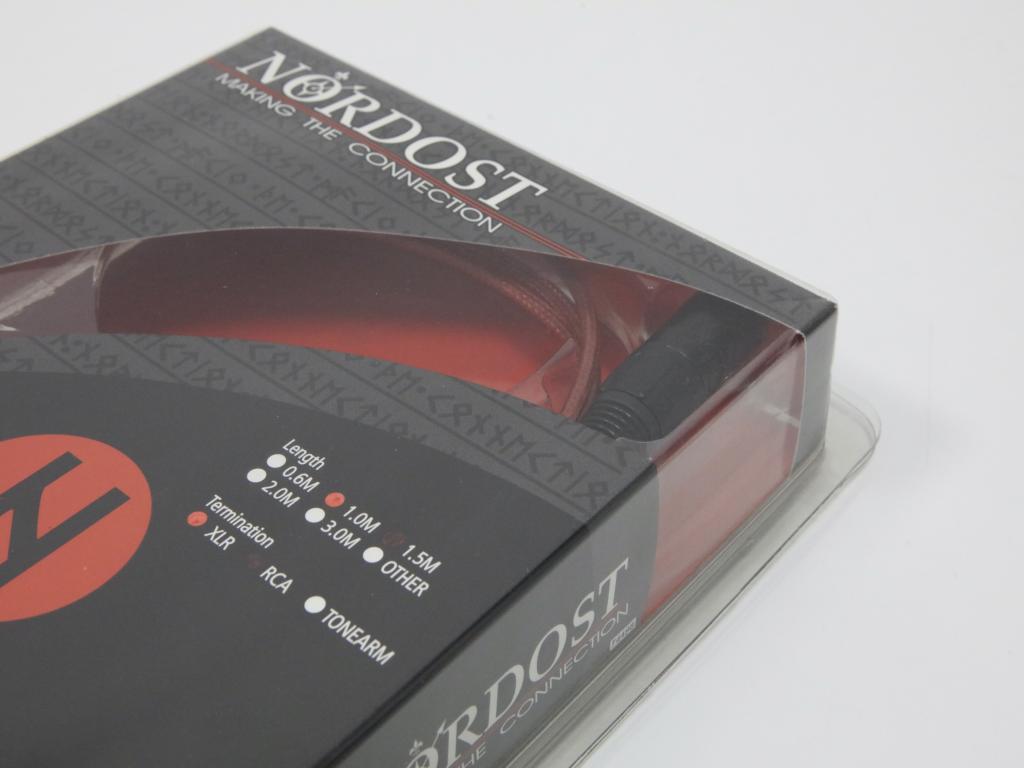 NORDOST
MAKING THE CONNECTION
Length
0.6M 1.0M 1.5M
2.0M 3.0M OTHER
Termination
XLR RCA TONEARM
NORDOST
THE CONNECTION